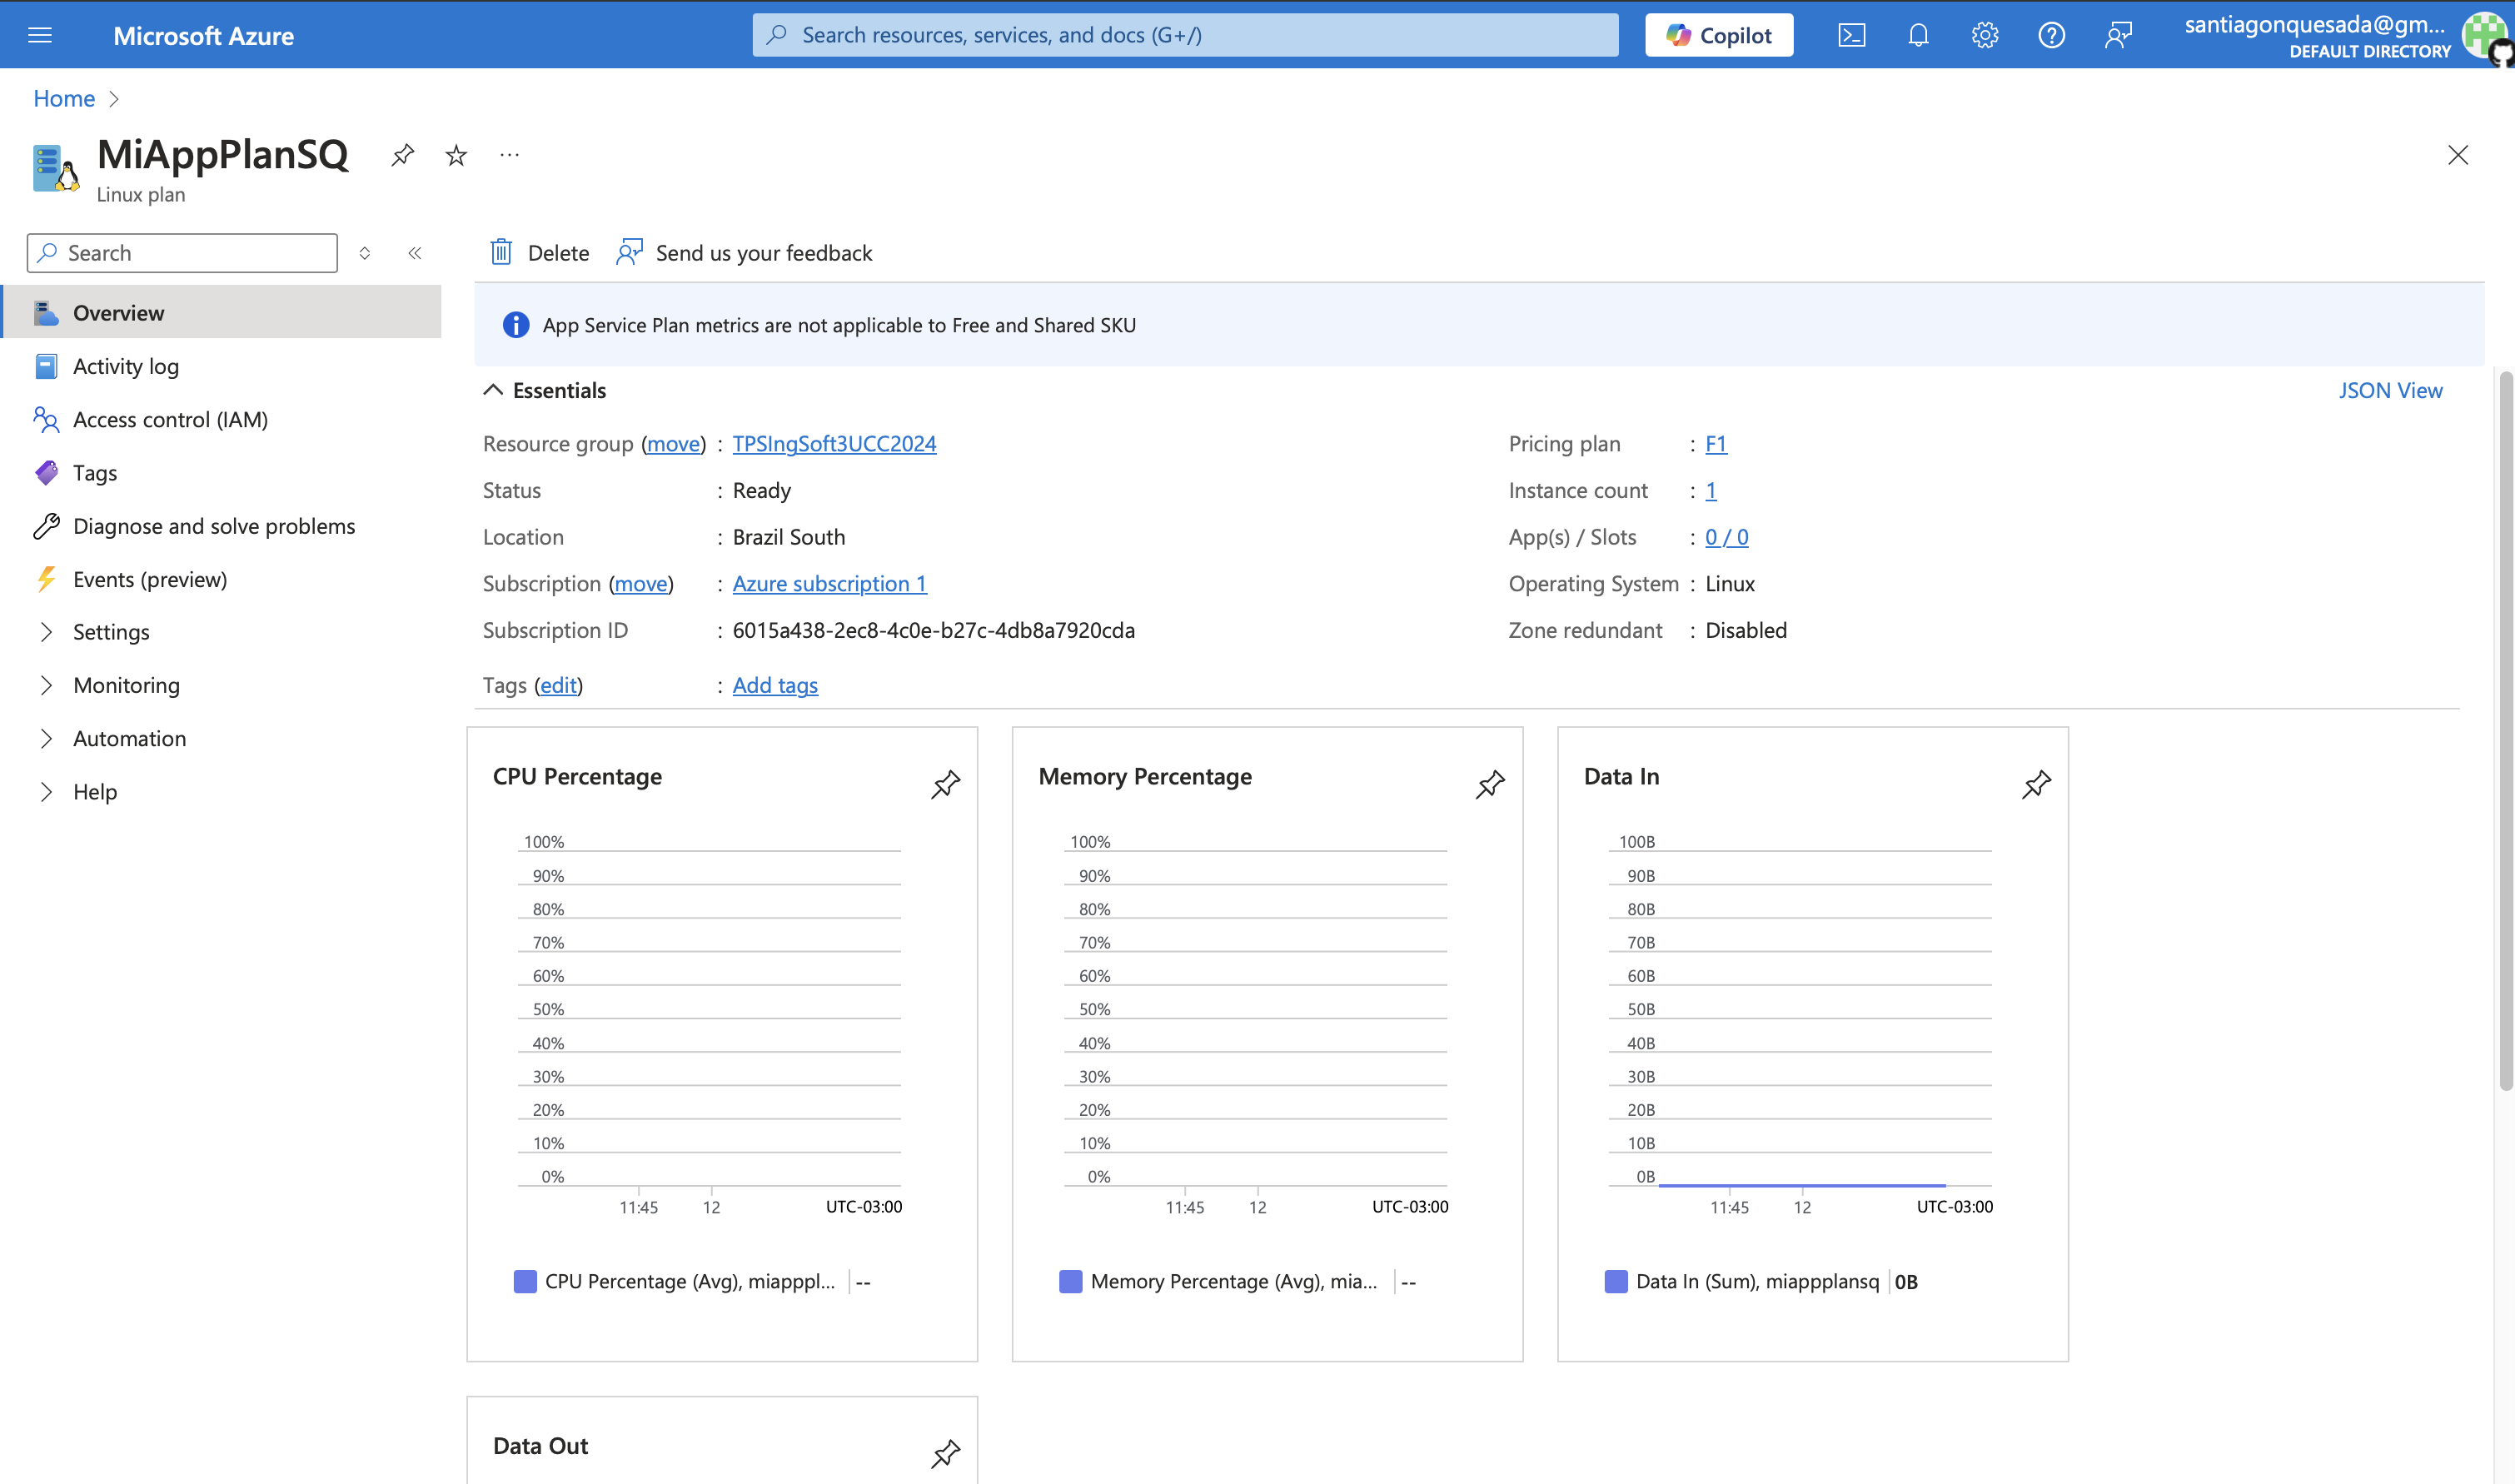 Microsoft Azure
Search resources, services, and docs (G+/)
Copilot
santiagonquesada@gm...
DEFAULT DIRECTORY
Home
MiAppPlanSQ
Linux plan
Search
Delete
Send us your feedback
Overview
Activity log
Access control (IAM)
Tags
Diagnose and solve problems
Events (preview)
Settings
Monitoring
Automation
Help
App Service Plan metrics are not applicable to Free and Shared SKU
Essentials
JSON View
Resource group (move) : TPSIngSoft3UCC2024
Status : Ready
Location : Brazil South
Subscription (move) : Azure subscription 1
Subscription ID : 6015a438-2ec8-4c0e-b27c-4db8a7920cda
Tags (edit) : Add tags
Pricing plan : F1
Instance count : 1
App(s) / Slots : 0 / 0
Operating System : Linux
Zone redundant : Disabled
CPU Percentage
100%
90%
80%
70%
60%
50%
40%
30%
20%
10%
0%
11:45 12 UTC-03:00
CPU Percentage (Avg), miapppl... --
Memory Percentage
100%
90%
80%
70%
60%
50%
40%
30%
20%
10%
0%
11:45 12 UTC-03:00
Memory Percentage (Avg), mia... --
Data In
100B
90B
80B
70B
60B
50B
40B
30B
20B
10B
0B
11:45 12 UTC-03:00
Data In (Sum), miappplansq 0B
Data Out